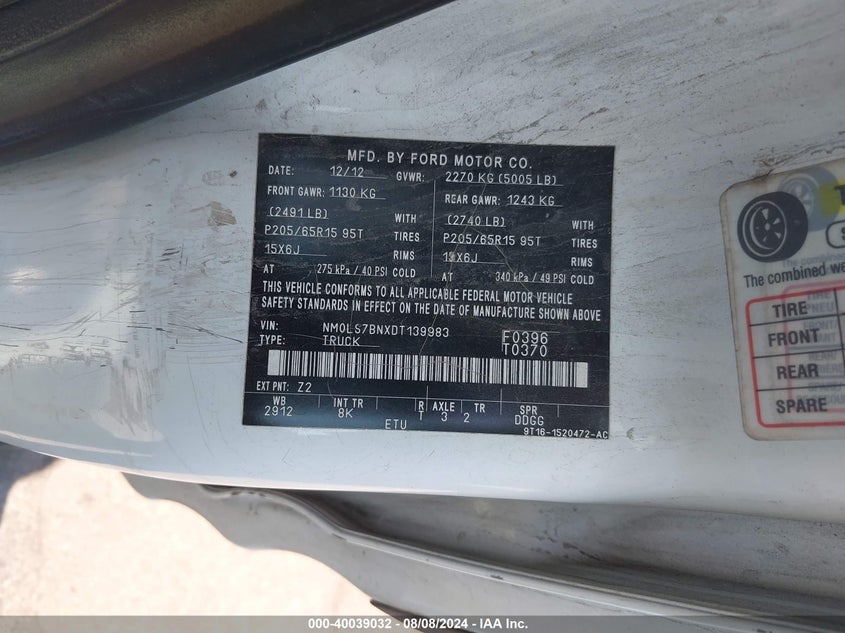 MFD. BY FORD MOTOR CO.
DATE: 12/12 GVWR: 2270 KG (5005 LB)
FRONT GAWR: 1130 KG REAR GAWR: 1243 KG
(2491 LB) WITH (2740 LB) WITH
P205/65R15 95T TIRES P205/65R15 95T TIRES
15X6J RIMS 15X6J RIMS
AT 275 kPa / 40 PSI COLD AT 340 kPa / 49 PSI COLD
THIS VEHICLE CONFORMS TO ALL APPLICABLE FEDERAL MOTOR VEHICLE
SAFETY STANDARDS IN EFFECT ON THE DATE OF MANUFACTURE SHOWN ABOVE
VIN: NM0LS7BNXDT139983 F0396
TYPE: TRUCK T0370
EXT PNT: Z2
WB INT TR R AXLE TR SPR
2912 8K 3 2 DDGG
ETU 9T16-1520472-AC
The combined we
TIRE
FRONT
REAR
SPARE
000-40039032 - 08/08/2024 - IAA Inc.